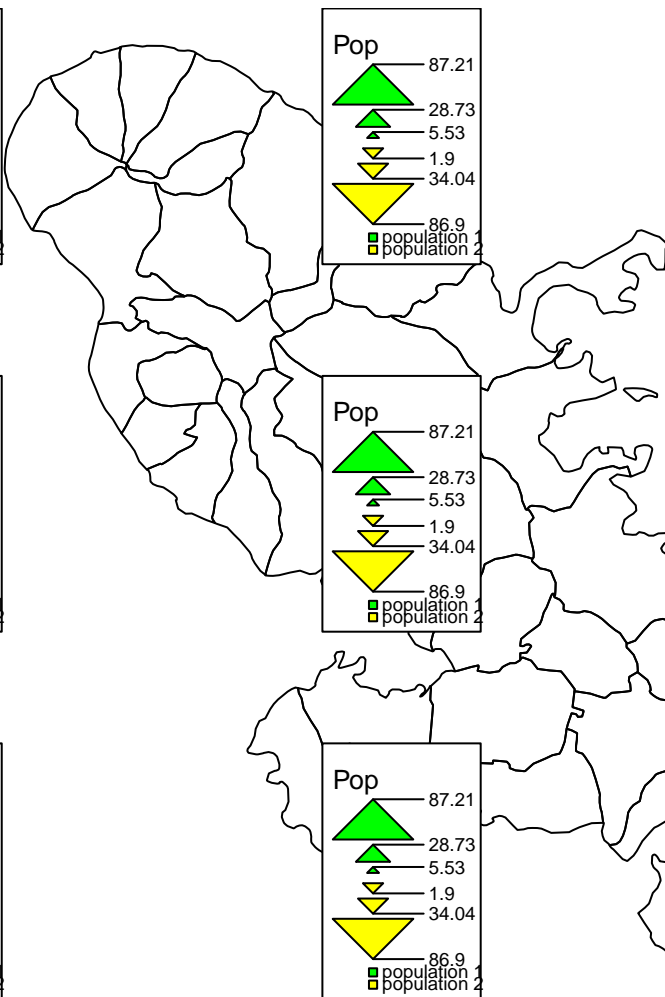 Pop
87.21
28.73
5.53
1.9
34.04
86.9
population 1
population 2
Pop
87.21
28.73
5.53
1.9
34.04
86.9
population 1
population 2
Pop
87.21
28.73
5.53
1.9
34.04
86.9
population 1
population 2